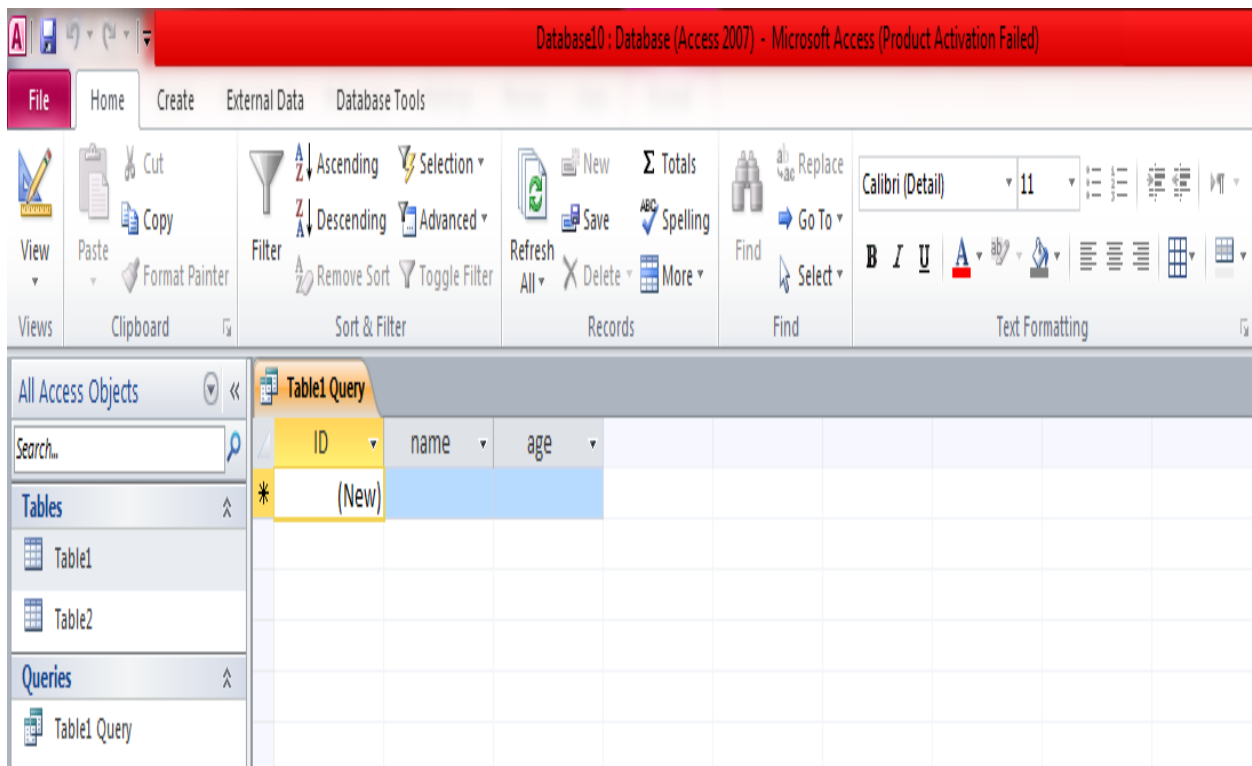 Database10 : Database (Access 2007) - Microsoft Access (Product Activation Failed)
File Home Create External Data Database Tools
View
Views
Paste
Cut
Copy
Format Painter
Clipboard
Filter
Ascending
Descending
Remove Sort
Selection
Advanced
Toggle Filter
Sort & Filter
Refresh
All
New
Save
Delete
Totals
Spelling
More
Records
Find
Replace
Go To
Select
Find
Calibri (Detail) 11
B I U A
Text Formatting
All Access Objects
Search...
Tables
Table1
Table2
Queries
Table1 Query
Table1 Query
ID name age
(New)